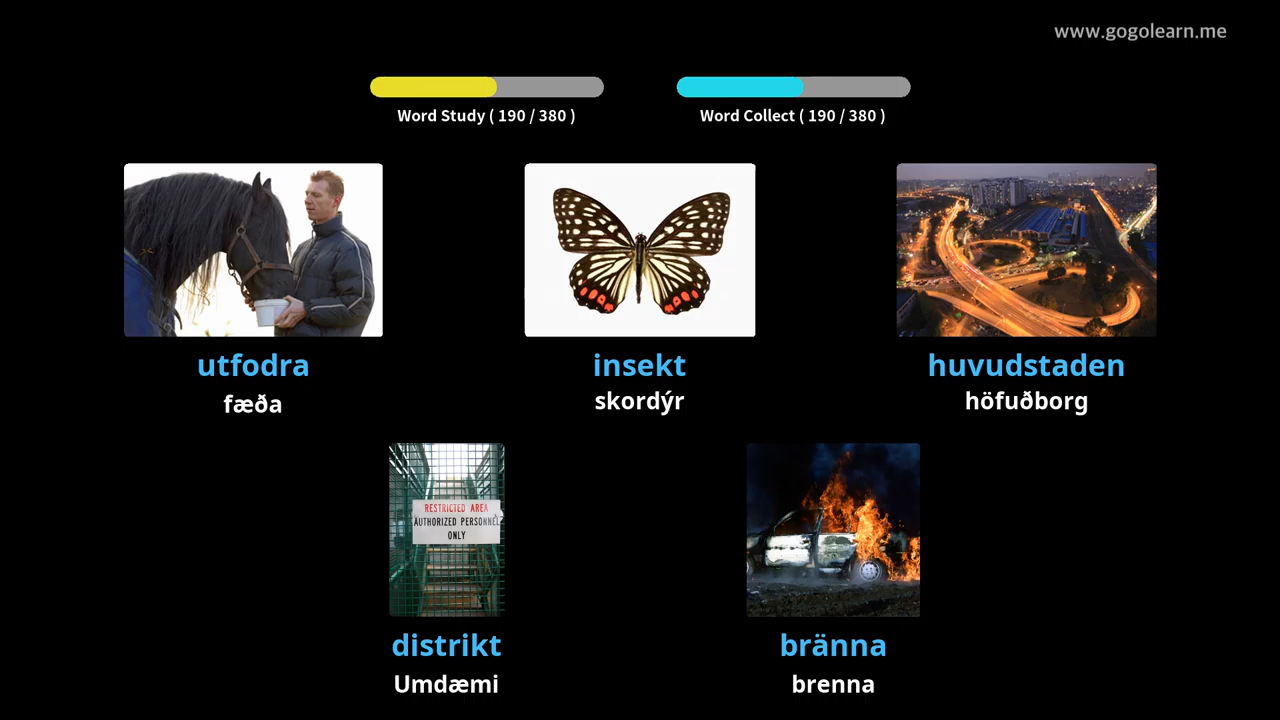 www.gogolearn.me
Word Study ( 190 / 380 )
Word Collect ( 190 / 380 )
utfodra
fæða
insekt
skordýr
huvudstaden
höfuðborg
RESTRICTED AREA
AUTHORIZED PERSONNEL
ONLY
distrikt
Umdæmi
bränna
brenna